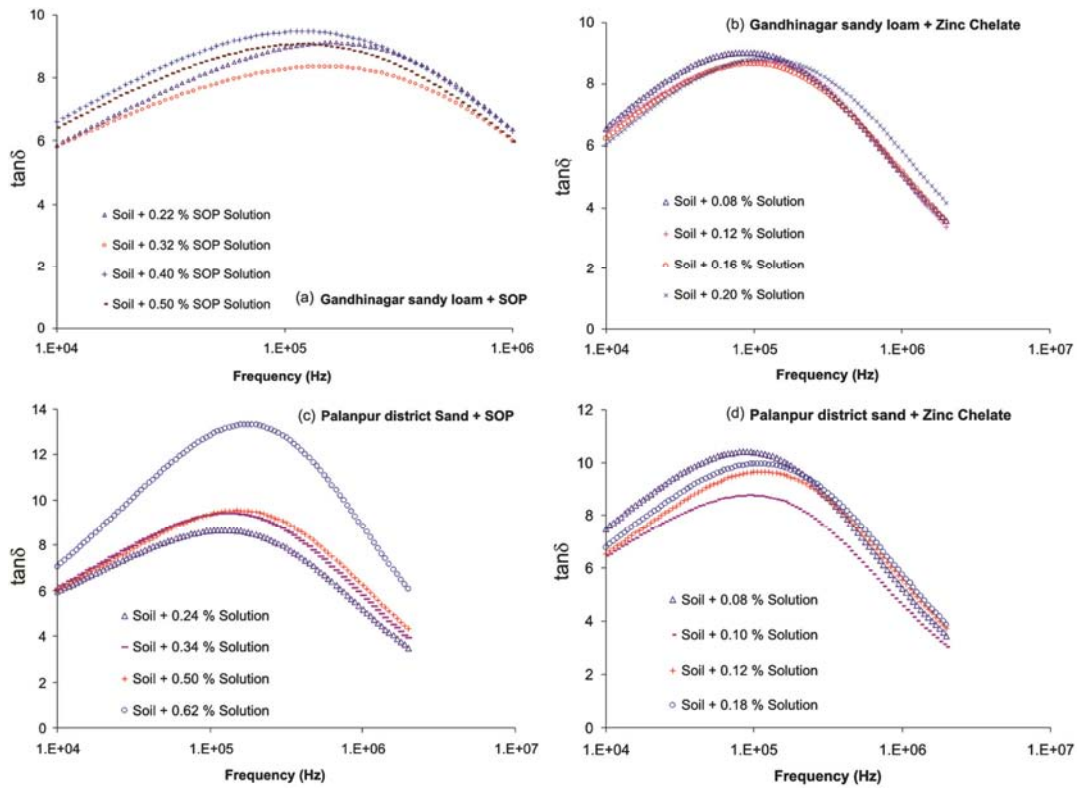 (a)
10
8
6
4
2
0
tanδ
Soil + 0.22 % SOP Solution
Soil + 0.32 % SOP Solution
Soil + 0.40 % SOP Solution
Soil + 0.50 % SOP Solution
(a) Gandhinagar sandy loam + SOP
1.E+04 1.E+05 1.E+06
Frequency (Hz)
(b) Gandhinagar sandy loam + Zinc Chelate
10
8
6
4
2
0
tanδ
Soil + 0.08 % Solution
Soil + 0.12 % Solution
Soil + 0.16 % Solution
Soil + 0.20 % Solution
1.E+04 1.E+05 1.E+06 1.E+07
Frequency (Hz)
(c) Palanpur district Sand + SOP
14
12
10
8
6
4
2
0
tanδ
Soil + 0.24 % Solution
Soil + 0.34 % Solution
Soil + 0.50 % Solution
Soil + 0.62 % Solution
1.E+04 1.E+05 1.E+06 1.E+07
Frequency (Hz)
(d) Palanpur district sand + Zinc Chelate
12
10
8
6
4
2
0
tanδ
Soil + 0.08 % Solution
Soil + 0.10 % Solution
Soil + 0.12 % Solution
Soil + 0.18 % Solution
1.E+04 1.E+05 1.E+06 1.E+07
Frequency (Hz)